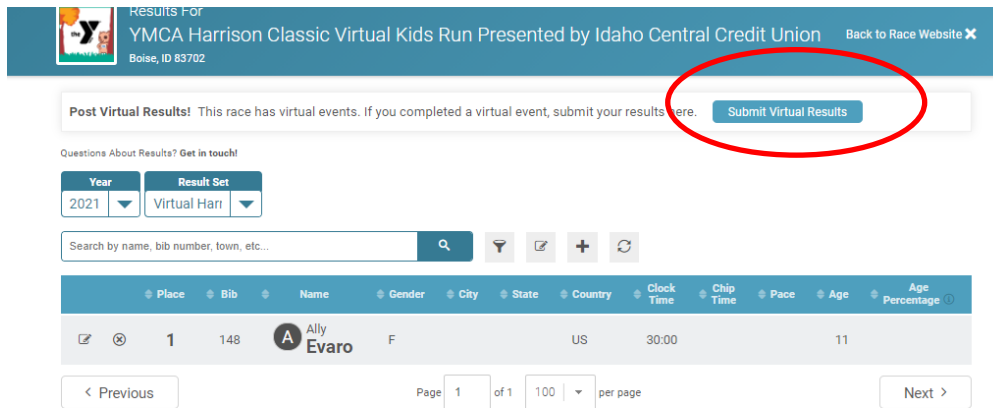 Results For
the Y
YMCA Harrison Classic Virtual Kids Run Presented by Idaho Central Credit Union
Back to Race Website ✖
Boise, ID 83702
Post Virtual Results! This race has virtual events. If you completed a virtual event, submit your results here. Submit Virtual Results
Questions About Results? Get in touch!
Year Result Set
2021 Virtual Harr
Search by name, bib number, town, etc...
Place Bib Name Gender City State Country Clock Time Chip Time Pace Age Age Percentage
1 148 A Ally Evaro F US 30:00 11
< Previous Page 1 of 1 100 per page Next >